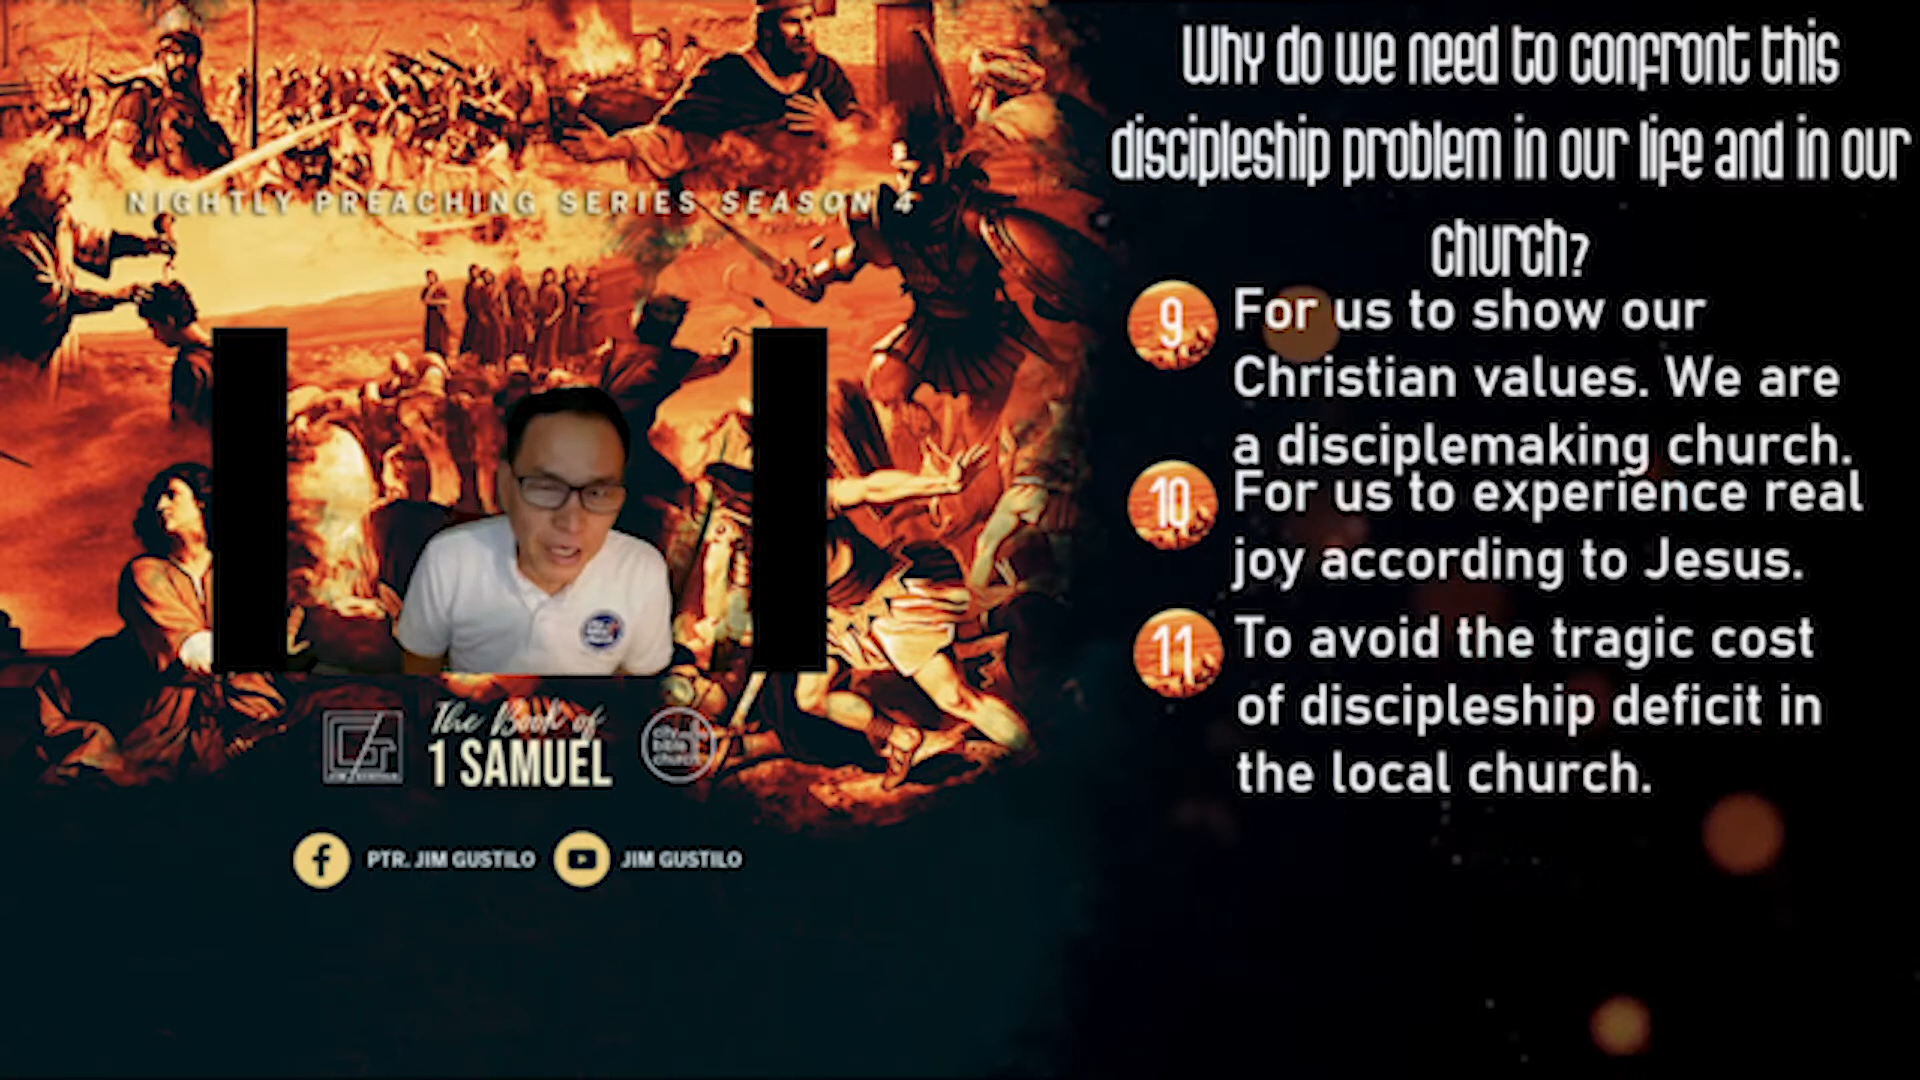 NIGHTLY PREACHING SERIES SEASON 4
The Book of
1 SAMUEL
city
bible
church
PTR. JIM GUSTILO
JIM GUSTILO
Why do we need to confront this
discipleship problem in our life and in our
church?
9 For us to show our
Christian values. We are
a disciplemaking church.
10 For us to experience real
joy according to Jesus.
11 To avoid the tragic cost
of discipleship deficit in
the local church.